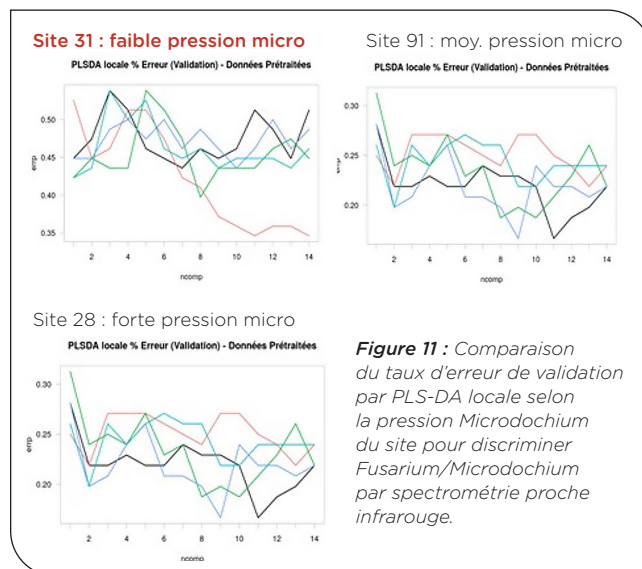 Site 31 : faible pression micro
PLSDA locale % Erreur (Validation) - Données Prétraitées
0.50
0.45
0.40
0.35
errp
2
4
6
8
10
12
14
ncomp
Site 91 : moy. pression micro
PLSDA locale % Erreur (Validation) - Données Prétraitées
0.30
0.25
0.20
errp
2
4
6
8
10
12
14
ncomp
Site 28 : forte pression micro
PLSDA locale % Erreur (Validation) - Données Prétraitées
0.30
0.25
0.20
errp
2
4
6
8
10
12
14
ncomp
Figure 11 : Comparaison
du taux d'erreur de validation
par PLS-DA locale selon
la pression Microdochium
du site pour discriminer
Fusarium/Microdochium
par spectrométrie proche
infrarouge.